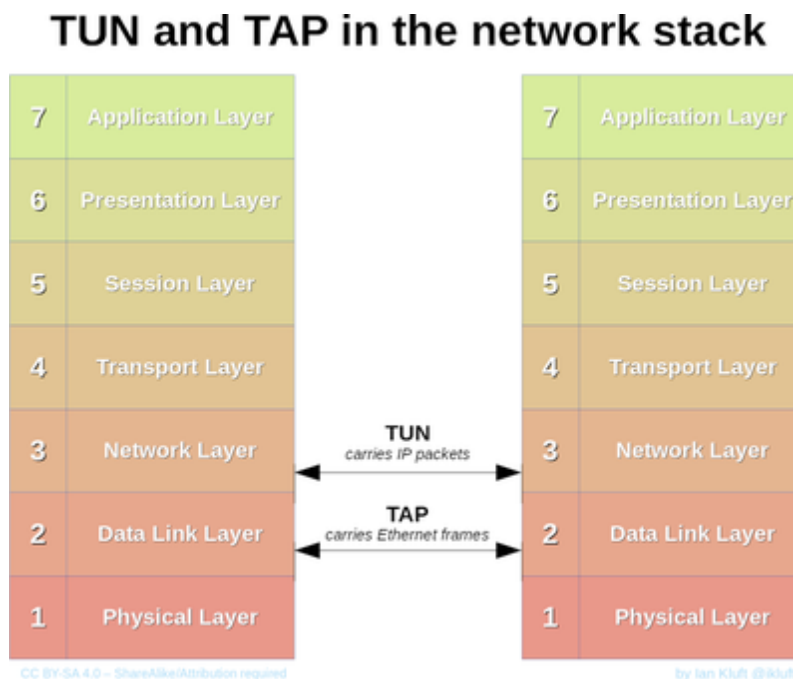 TUN and TAP in the network stack
7 Application Layer
6 Presentation Layer
5 Session Layer
4 Transport Layer
3 Network Layer
2 Data Link Layer
1 Physical Layer
TUN
carries IP packets
TAP
carries Ethernet frames
7 Application Layer
6 Presentation Layer
5 Session Layer
4 Transport Layer
3 Network Layer
2 Data Link Layer
1 Physical Layer
CC BY-SA 4.0 – ShareAlike/Attribution required
by Ian Kluft @ikluft